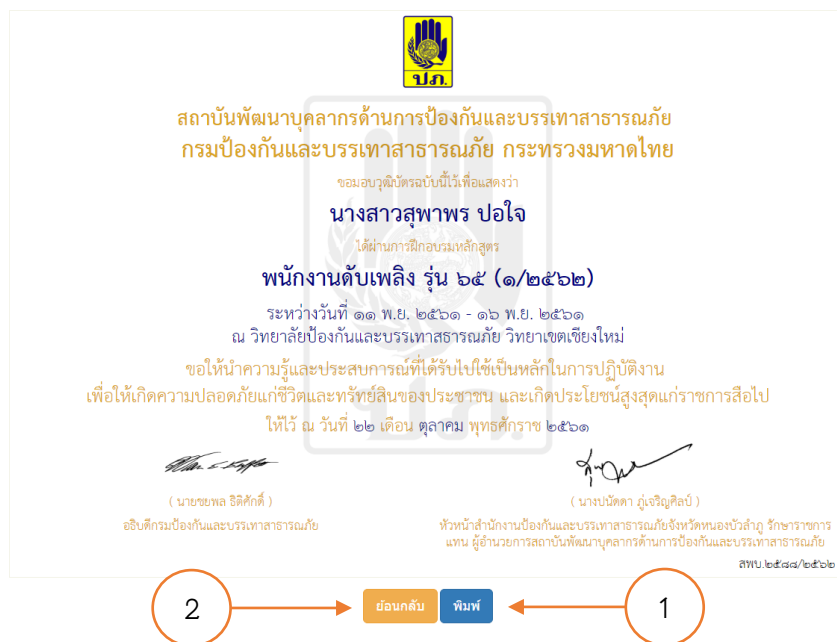 ปภ.
สถาบันพัฒนาบุคลากรด้านการป้องกันและบรรเทาสาธารณภัย
กรมป้องกันและบรรเทาสาธารณภัย กระทรวงมหาดไทย
ขอมอบวุฒิบัตรฉบับนี้ไว้เพื่อแสดงว่า
นางสาวสุพาพร ปอใจ
ได้ผ่านการฝึกอบรมหลักสูตร
พนักงานดับเพลิง รุ่น ๖๕ (๑/๒๕๖๒)
ระหว่างวันที่ ๑๑ พ.ย. ๒๕๖๑ - ๑๖ พ.ย. ๒๕๖๑
ณ วิทยาลัยป้องกันและบรรเทาสาธารณภัย วิทยาเขตเชียงใหม่
ขอให้นำความรู้และประสบการณ์ที่ได้รับไปใช้เป็นหลักในการปฏิบัติงาน
เพื่อให้เกิดความปลอดภัยแก่ชีวิตและทรัพย์สินของประชาชน และเกิดประโยชน์สูงสุดแก่ราชการสือไป
ให้ไว้ ณ วันที่ ๒๒ เดือน ตุลาคม พุทธศักราช ๒๕๖๑
( นายชยพล ธิติศักดิ์ )
อธิบดีกรมป้องกันและบรรเทาสาธารณภัย
( นางปนัดดา ภู่เจริญศิลป์ )
หัวหน้าสำนักงานป้องกันและบรรเทาสาธารณภัยจังหวัดหนองบัวลำภู รักษาราชการ
แทน ผู้อำนวยการสถาบันพัฒนาบุคลากรด้านการป้องกันและบรรเทาสาธารณภัย
สพบ.๒๕๘๘/๒๕๖๒
2 ย้อนกลับ พิมพ์ 1